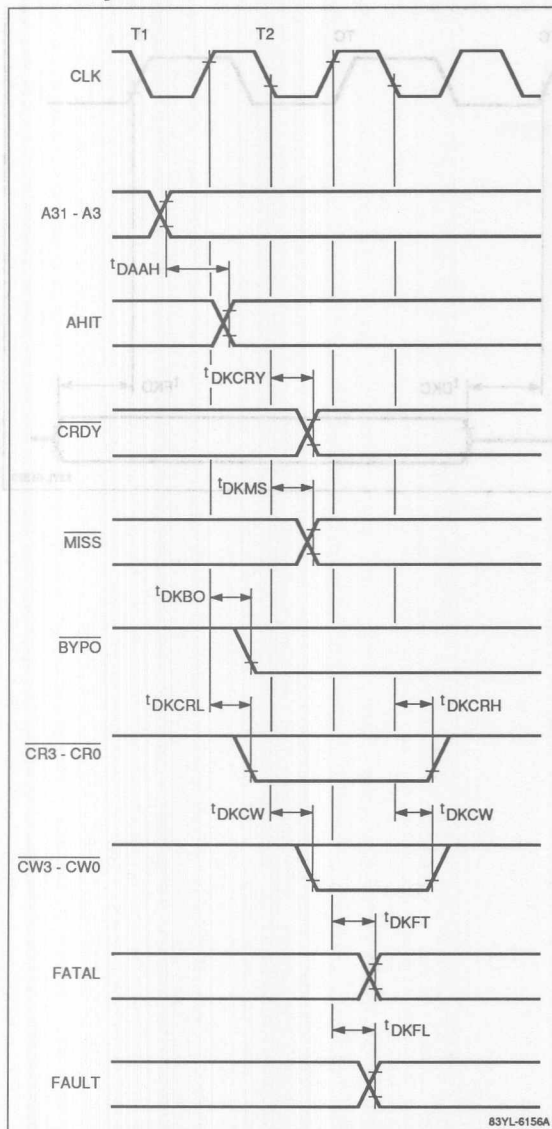 T1 T2
CLK
A31 - A3
tDAAH
AHIT
tDKCRY
CRDY
tDKMS
MISS
tDKBO
BYPO
tDKCRL tDKCRH
CR3 - CR0
tDKCW tDKCW
CW3 - CW0
tDKFT
FATAL
tDKFL
FAULT
83YL-6156A